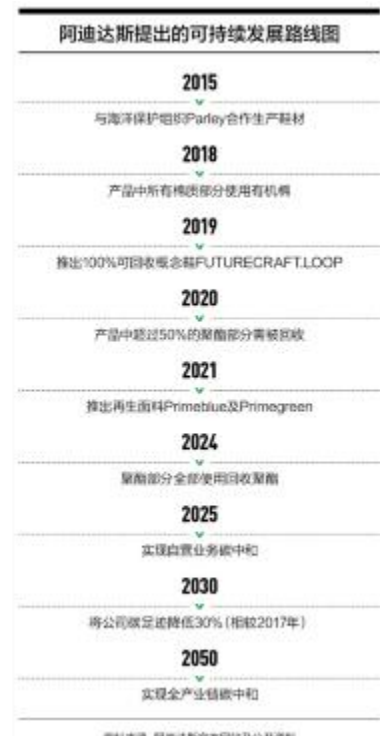 阿迪达斯提出的可持续发展路线图
2015
与海洋保护组织Parley合作生产鞋材
2018
产品中所有棉质部分使用有机棉
2019
推出100%可回收概念鞋FUTURECRAFT.LOOP
2020
产品中超过50%的聚酯部分需被回收
2021
推出再生面料Primeblue及Primegreen
2024
聚酯部分全部使用回收聚酯
2025
实现自营业务碳中和
2030
将公司碳足迹降低30%（相较2017年）
2050
实现全产业链碳中和